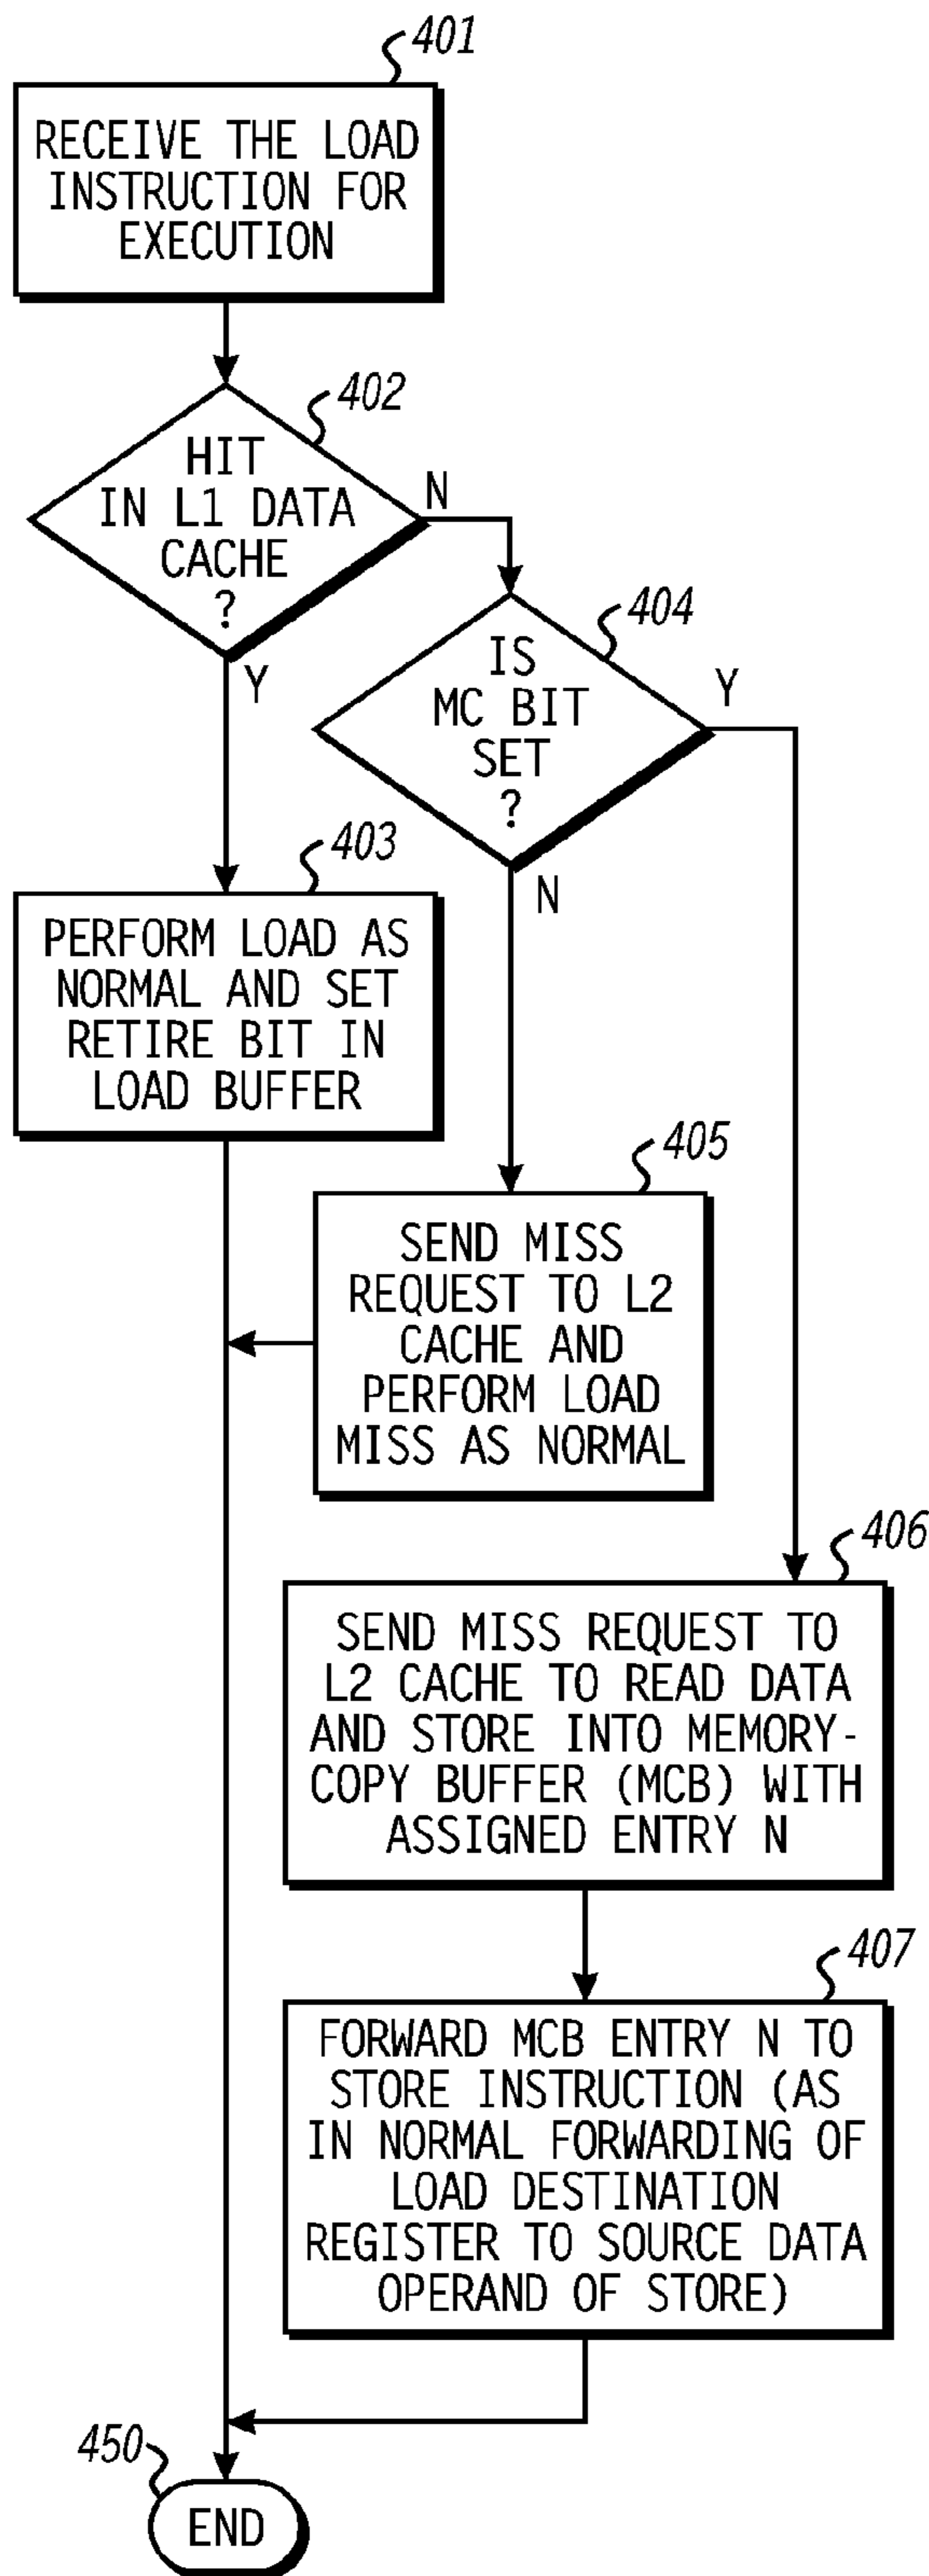 401
RECEIVE THE LOAD
INSTRUCTION FOR
EXECUTION
402
HIT
IN L1 DATA
CACHE
?
N
Y
404
IS
MC BIT
SET
?
Y
N
403
PERFORM LOAD AS
NORMAL AND SET
RETIRE BIT IN
LOAD BUFFER
405
SEND MISS
REQUEST TO L2
CACHE AND
PERFORM LOAD
MISS AS NORMAL
406
SEND MISS REQUEST TO
L2 CACHE TO READ DATA
AND STORE INTO MEMORY-
COPY BUFFER (MCB) WITH
ASSIGNED ENTRY N
407
FORWARD MCB ENTRY N TO
STORE INSTRUCTION (AS
IN NORMAL FORWARDING OF
LOAD DESTINATION
REGISTER TO SOURCE DATA
OPERAND OF STORE)
450
END